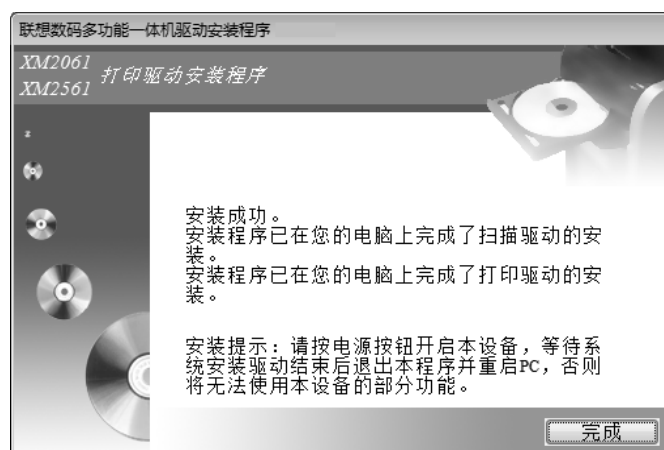 联想数码多功能一体机驱动安装程序
XM2061
XM2561
打印驱动安装程序
安装成功。
安装程序已在您的电脑上完成了扫描驱动的安
装。
安装程序已在您的电脑上完成了打印驱动的安
装。
安装提示：请按电源按钮开启本设备，等待系
统安装驱动结束后退出本程序并重启PC，否则
将无法使用本设备的部分功能。
完成